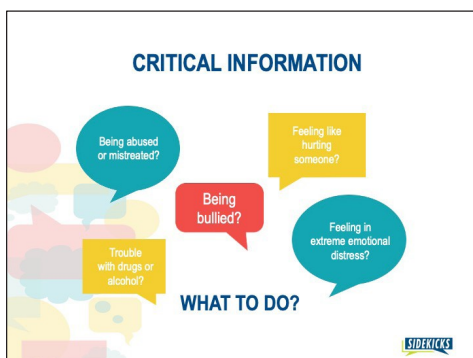 CRITICAL INFORMATION
Being abused
or mistreated?
Feeling like
hurting
someone?
Being
bullied?
Feeling in
extreme emotional
distress?
Trouble
with drugs or
alcohol?
WHAT TO DO?
SIDEKICKS